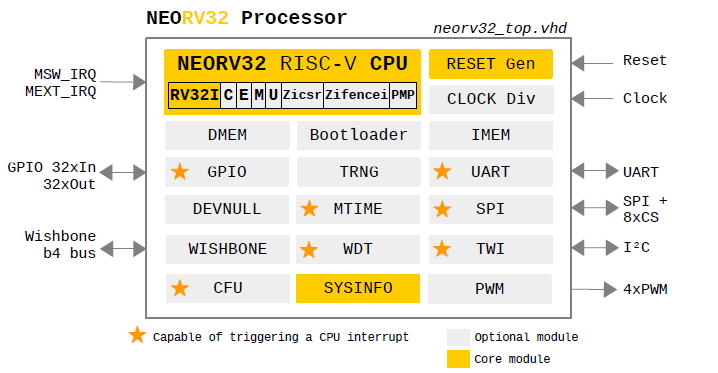 NEORV32 Processor
neorv32_top.vhd
NEORV32 RISC-V CPU
RV32I C E M U Zicsr Zifencei PMP
RESET Gen
CLOCK Div
MSW_IRQ
MEXT_IRQ
Reset
Clock
DMEM Bootloader IMEM
GPIO 32xIn
32xOut
GPIO TRNG UART
UART
DEVNULL MTIME SPI
SPI +
8xCS
Wishbone
b4 bus
WISHBONE WDT TWI
I²C
CFU SYSINFO PWM
4xPWM
Capable of triggering a CPU interrupt
Optional module
Core module